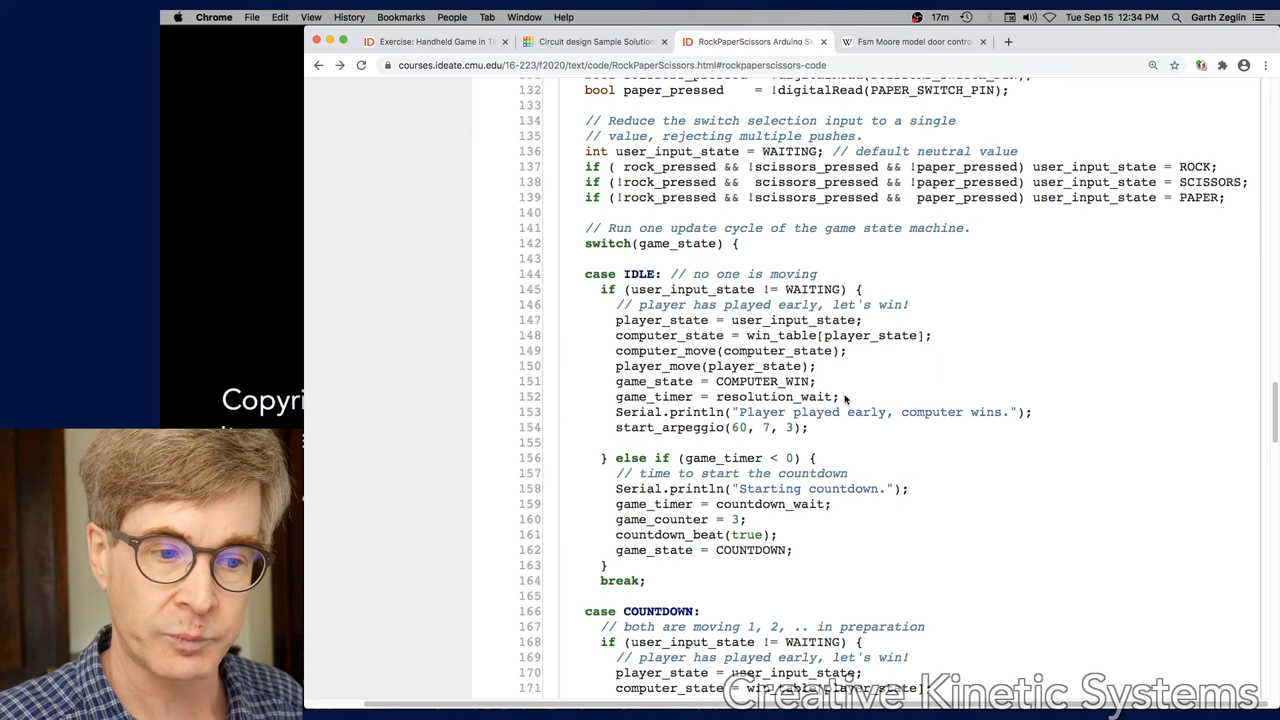 Chrome File Edit View History Bookmarks People Tab Window Help 17m Tue Sep 15 12:34 PM Garth Zeglin
Exercise: Handheld Game in Ti Circuit design Sample Solution RockPaperScissors Arduino Sk Fsm Moore model door contro
courses.ideate.cmu.edu/16-223/f2020/text/code/RockPaperScissors.html#rockpaperscissors-code
132 bool paper_pressed = !digitalRead(PAPER_SWITCH_PIN);
133
134 // Reduce the switch selection input to a single
135 // value, rejecting multiple pushes.
136 int user_input_state = WAITING; // default neutral value
137 if ( rock_pressed && !scissors_pressed && !paper_pressed) user_input_state = ROCK;
138 if (!rock_pressed && scissors_pressed && !paper_pressed) user_input_state = SCISSORS;
139 if (!rock_pressed && !scissors_pressed && paper_pressed) user_input_state = PAPER;
140
141 // Run one update cycle of the game state machine.
142 switch(game_state) {
143
144 case IDLE: // no one is moving
145 if (user_input_state != WAITING) {
146 // player has played early, let's win!
147 player_state = user_input_state;
148 computer_state = win_table[player_state];
149 computer_move(computer_state);
150 player_move(player_state);
151 game_state = COMPUTER_WIN;
152 game_timer = resolution_wait;
153 Serial.println("Player played early, computer wins.");
154 start_arpeggio(60, 7, 3);
155
156 } else if (game_timer < 0) {
157 // time to start the countdown
158 Serial.println("Starting countdown.");
159 game_timer = countdown_wait;
160 game_counter = 3;
161 countdown_beat(true);
162 game_state = COUNTDOWN;
163 }
164 break;
165
166 case COUNTDOWN:
167 // both are moving 1, 2, .. in preparation
168 if (user_input_state != WAITING) {
169 // player has played early, let's win!
170 player_state = user_input_state;
171 computer_state = win_table[player_state];
Copyri
Creative Kinetic Systems